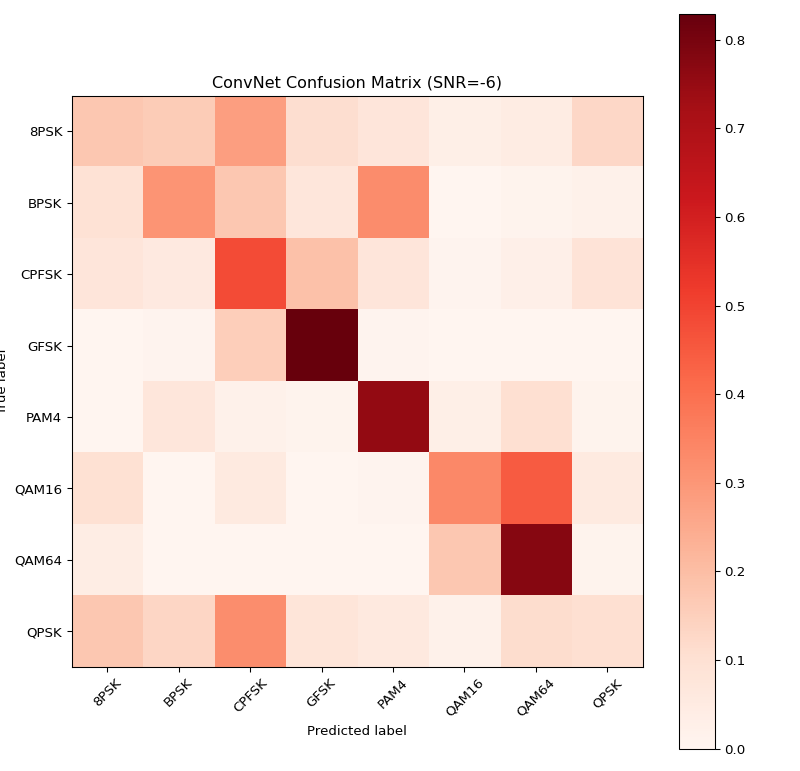 ConvNet Confusion Matrix (SNR=-6)
8PSK
BPSK
CPFSK
GFSK
PAM4
QAM16
QAM64
QPSK
8PSK BPSK CPFSK GFSK PAM4 QAM16 QAM64 QPSK
Predicted label
0.8
0.7
0.6
0.5
0.4
0.3
0.2
0.1
0.0